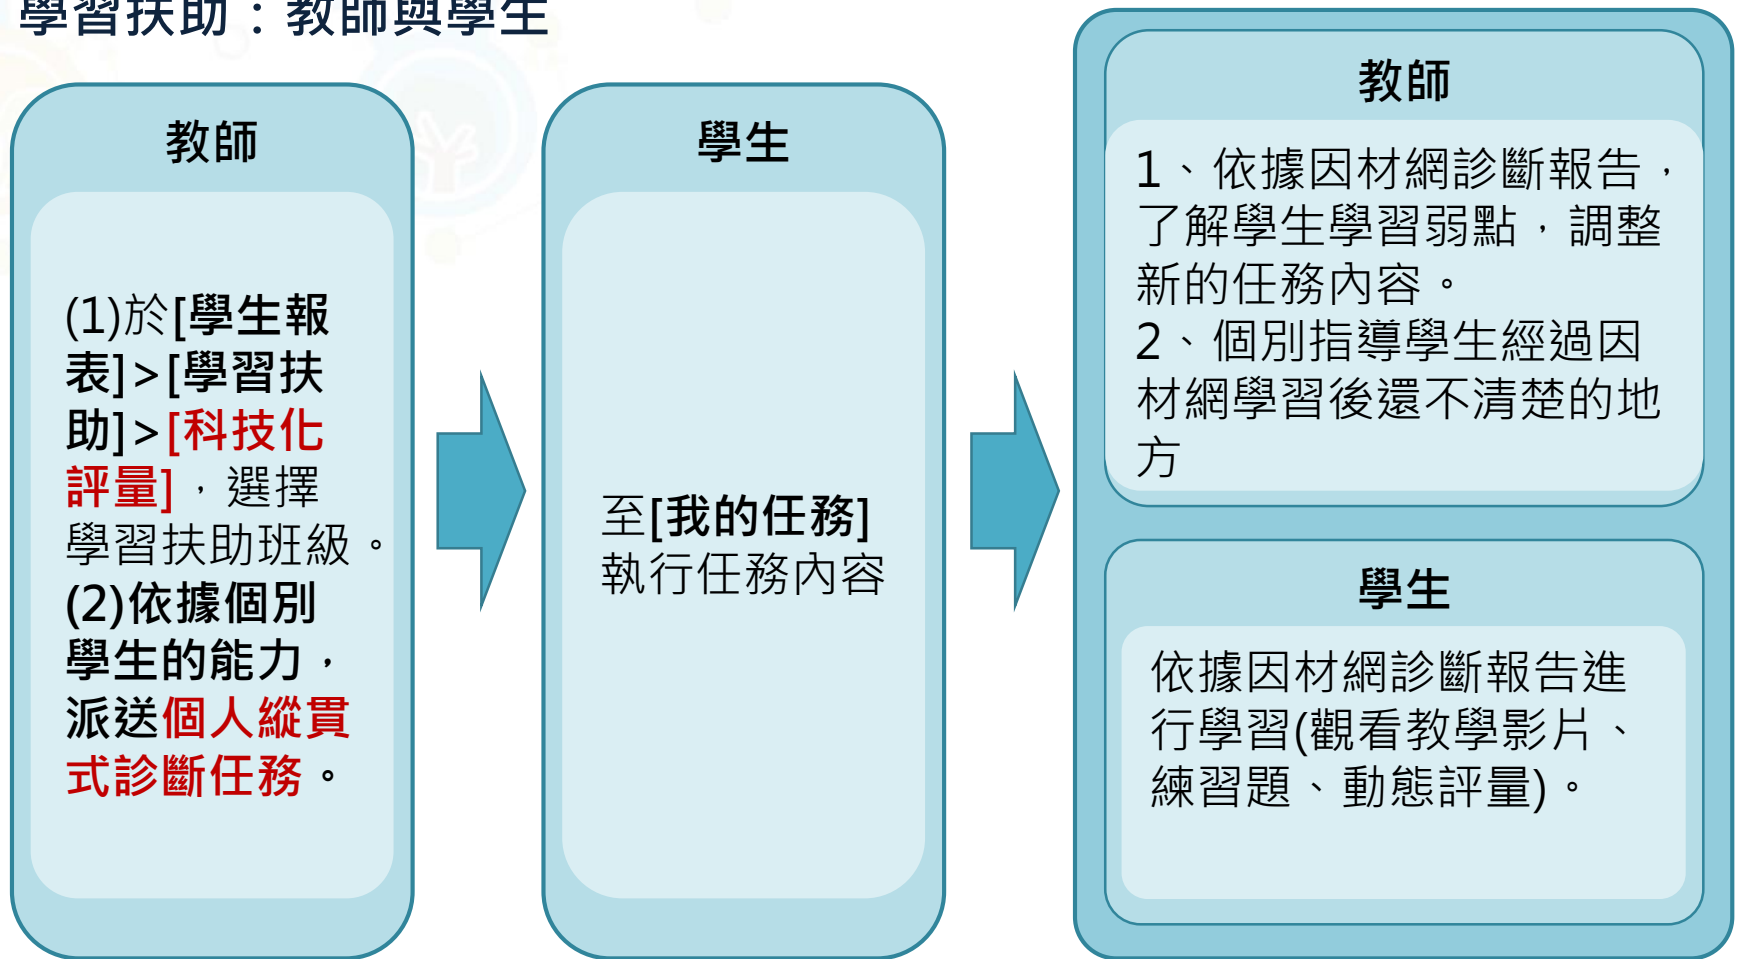 學習扶助：教師與學生
教師
(1)於[學生報
表]>[學習扶
助]>[科技化
評量]，選擇
學習扶助班級。
(2)依據個別
學生的能力，
派送個人縱貫
式診斷任務。
學生
至[我的任務]
執行任務內容
教師
1、依據因材網診斷報告，
了解學生學習弱點，調整
新的任務內容。
2、個別指導學生經過因
材網學習後還不清楚的地
方
學生
依據因材網診斷報告進
行學習(觀看教學影片、
練習題、動態評量)。